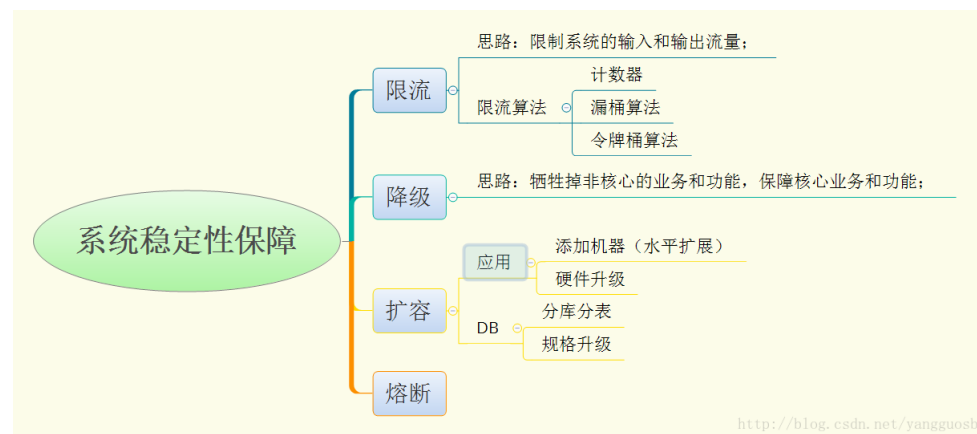 系统稳定性保障
限流
思路：限制系统的输入和输出流量；
限流算法
计数器
漏桶算法
令牌桶算法
降级
思路：牺牲掉非核心的业务和功能，保障核心业务和功能；
扩容
应用
添加机器（水平扩展）
硬件升级
DB
分库分表
规格升级
熔断
http://blog.csdn.net/yangguosb